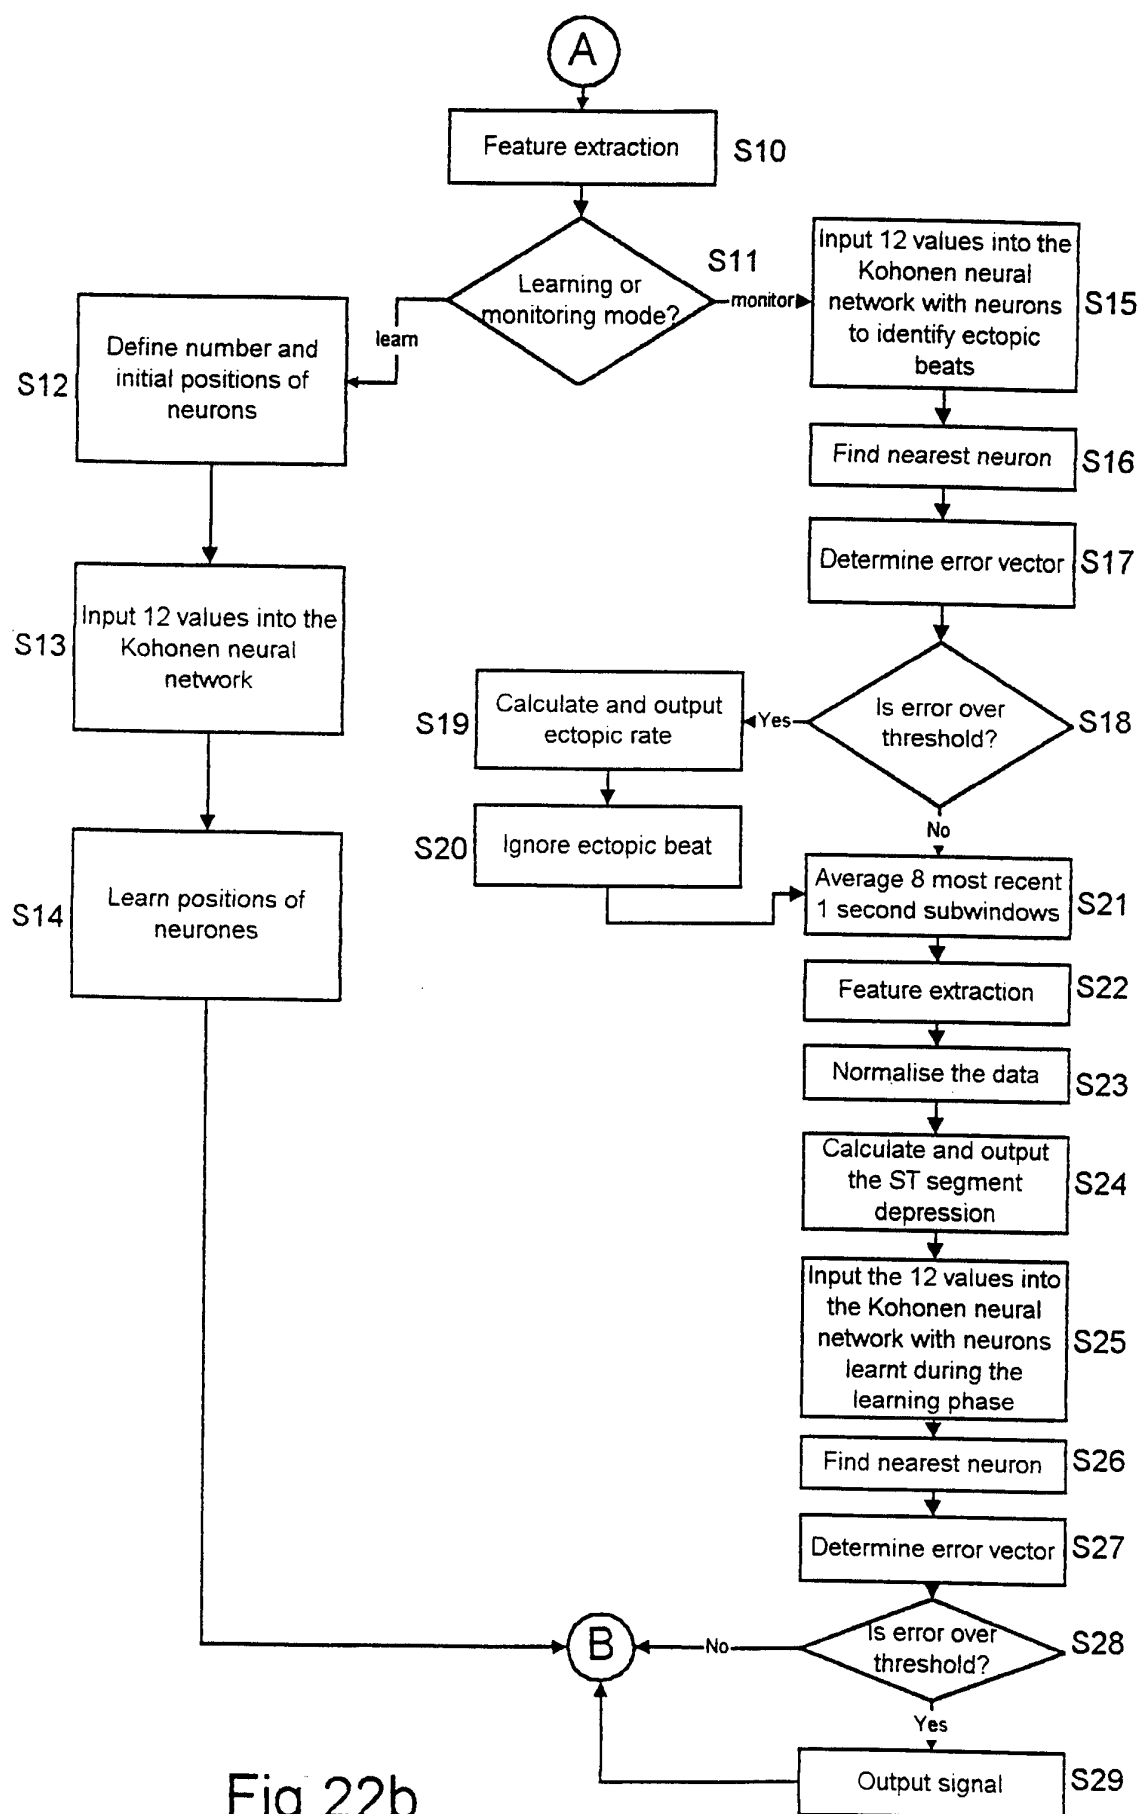 A
Feature extraction
S10
Learning or
monitoring mode?
S11
learn
monitor
Define number and
initial positions of
neurons
S12
Input 12 values into the
Kohonen neural
network
S13
Learn positions of
neurones
S14
Input 12 values into the
Kohonen neural
network with neurons
to identify ectopic
beats
S15
Find nearest neuron
S16
Determine error vector
S17
Is error over
threshold?
S18
Yes
No
Calculate and output
ectopic rate
S19
Ignore ectopic beat
S20
Average 8 most recent
1 second subwindows
S21
Feature extraction
S22
Normalise the data
S23
Calculate and output
the ST segment
depression
S24
Input the 12 values into
the Kohonen neural
network with neurons
learnt during the
learning phase
S25
Find nearest neuron
S26
Determine error vector
S27
Is error over
threshold?
S28
No
B
Yes
Output signal
S29
Fig 22b